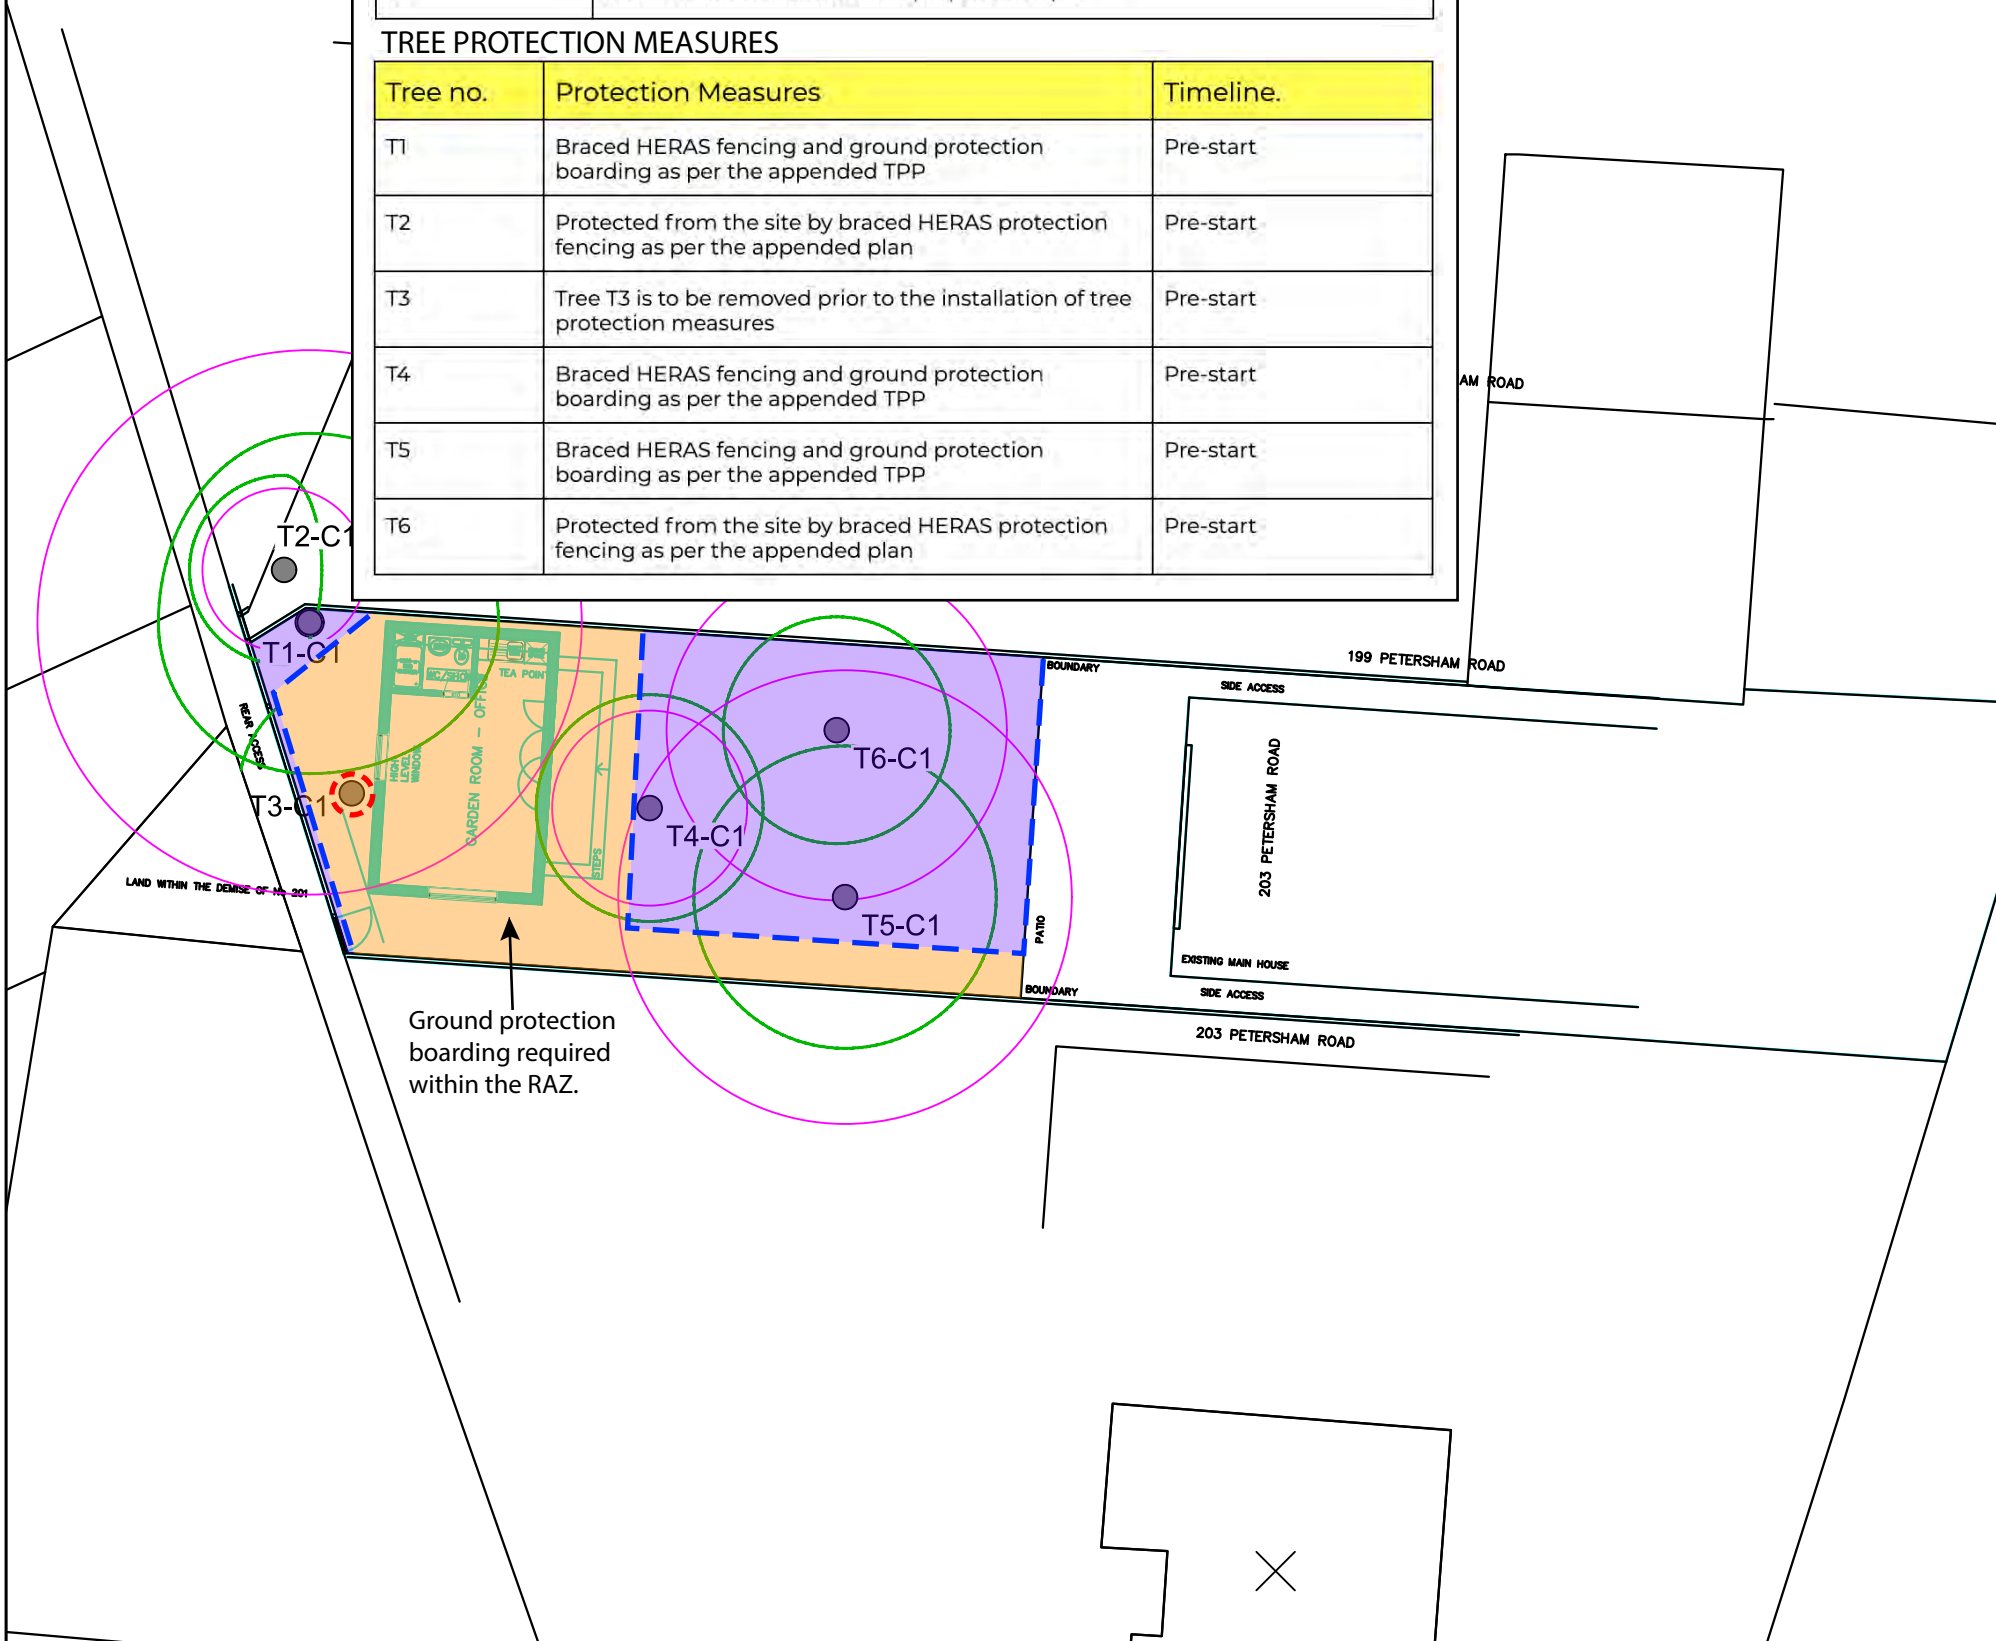 TREE PROTECTION MEASURES
Tree no. Protection Measures Timeline.
T1 Braced HERAS fencing and ground protection Pre-start
boarding as per the appended TPP
T2 Protected from the site by braced HERAS protection Pre-start
fencing as per the appended plan
T3 Tree T3 is to be removed prior to the installation of tree Pre-start
protection measures
T4 Braced HERAS fencing and ground protection Pre-start
boarding as per the appended TPP
T5 Braced HERAS fencing and ground protection Pre-start
boarding as per the appended TPP
T6 Protected from the site by braced HERAS protection Pre-start
fencing as per the appended plan
AM ROAD
T2-C1
T1-C1
WC/SHOW
TEA POINT
BOUNDARY
199 PETERSHAM ROAD
SIDE ACCESS
REAR ACCESS
HIGH
LEVEL
WINDOW
GARDEN ROOM - OFFI
STEPS
T6-C1
T3-C1
T4-C1
203 PETERSHAM ROAD
LAND WITHIN THE DEMISE OF NO 201
T5-C1
PATIO
EXISTING MAIN HOUSE
BOUNDARY
SIDE ACCESS
Ground protection
boarding required
within the RAZ.
203 PETERSHAM ROAD